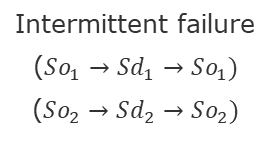 Intermittent failure
(So₁ → Sd₁ → So₁)
(So₂ → Sd₂ → So₂)